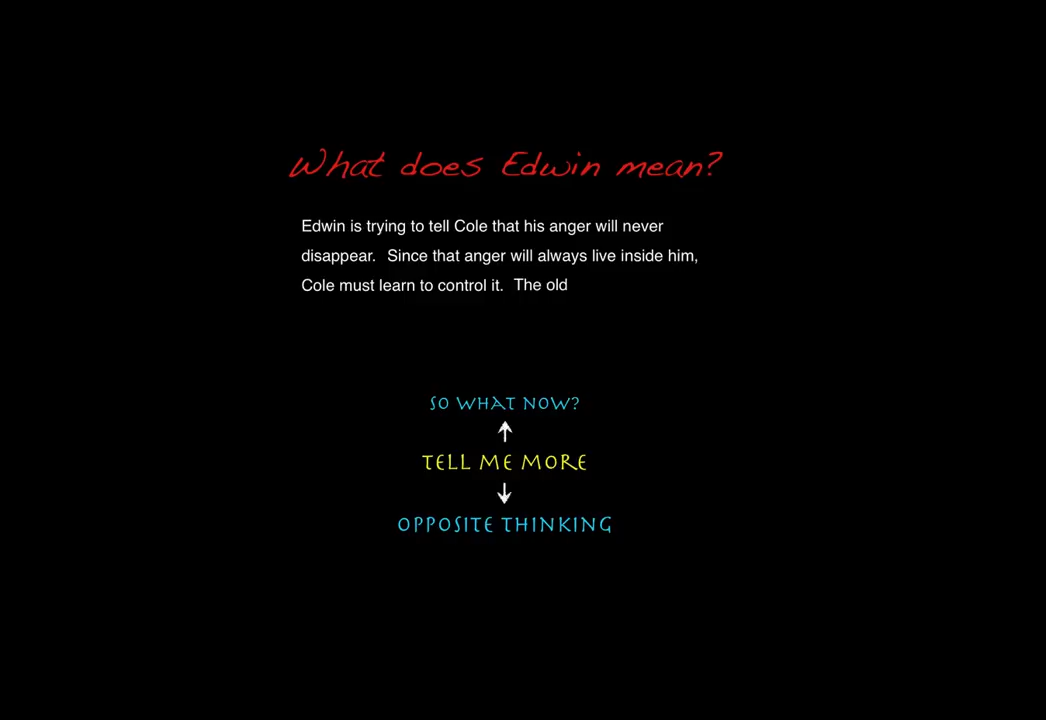 What does Edwin mean?
Edwin is trying to tell Cole that his anger will never
disappear.  Since that anger will always live inside him,
Cole must learn to control it.  The old
SO WHAT NOW?
TELL ME MORE
OPPOSITE THINKING